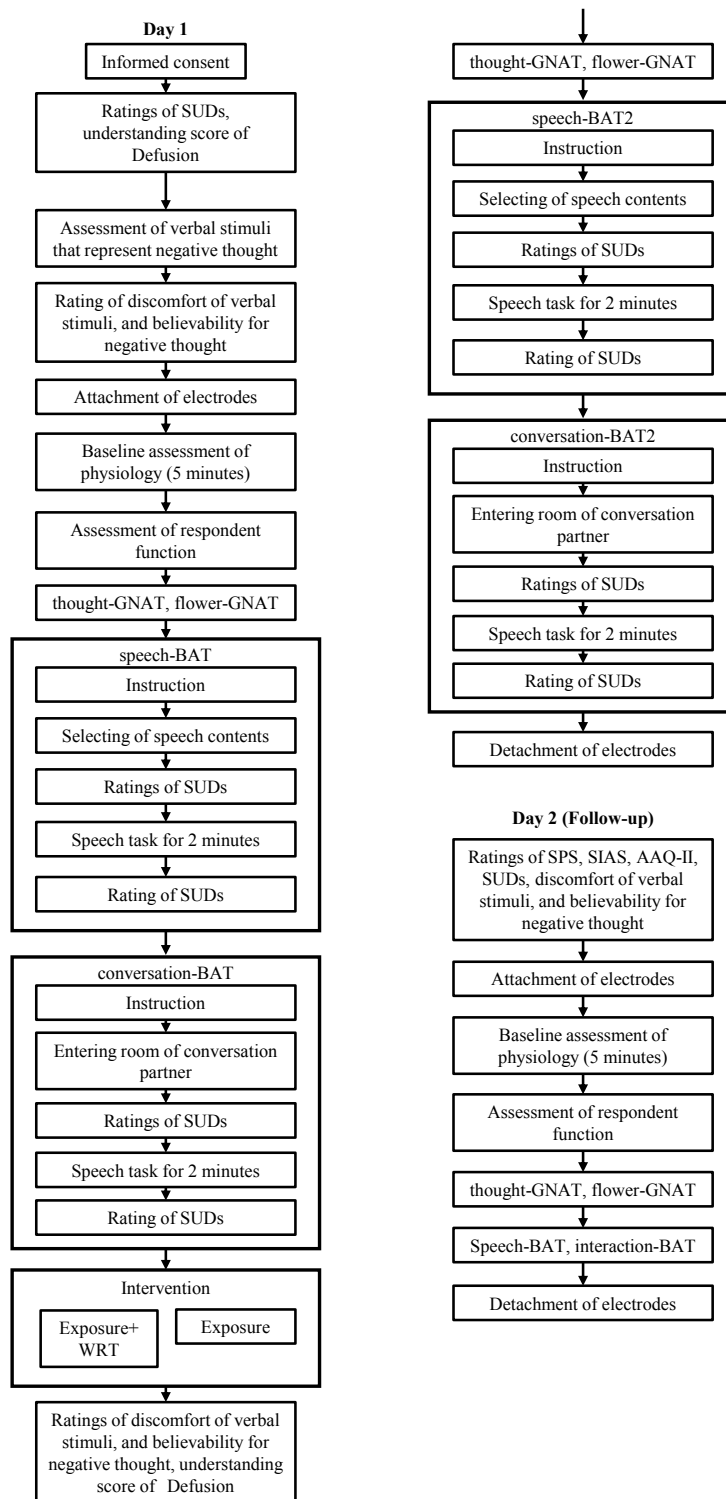 Day 1
Informed consent
Ratings of SUDs,
understanding score of
Defusion
Assessment of verbal stimuli
that represent negative thought
Rating of discomfort of verbal
stimuli, and believability for
negative thought
Attachment of electrodes
Baseline assessment of
physiology (5 minutes)
Assessment of respondent
function
thought-GNAT, flower-GNAT
speech-BAT
Instruction
Selecting of speech contents
Ratings of SUDs
Speech task for 2 minutes
Rating of SUDs
conversation-BAT
Instruction
Entering room of conversation
partner
Ratings of SUDs
Speech task for 2 minutes
Rating of SUDs
Intervention
Exposure+
WRT
Exposure
Ratings of discomfort of verbal
stimuli, and believability for
negative thought, understanding
score of Defusion
thought-GNAT, flower-GNAT
speech-BAT2
Instruction
Selecting of speech contents
Ratings of SUDs
Speech task for 2 minutes
Rating of SUDs
conversation-BAT2
Instruction
Entering room of conversation
partner
Ratings of SUDs
Speech task for 2 minutes
Rating of SUDs
Detachment of electrodes
Day 2 (Follow-up)
Ratings of SPS, SIAS, AAQ-II,
SUDs, discomfort of verbal
stimuli, and believability for
negative thought
Attachment of electrodes
Baseline assessment of
physiology (5 minutes)
Assessment of respondent
function
thought-GNAT, flower-GNAT
Speech-BAT, interaction-BAT
Detachment of electrodes